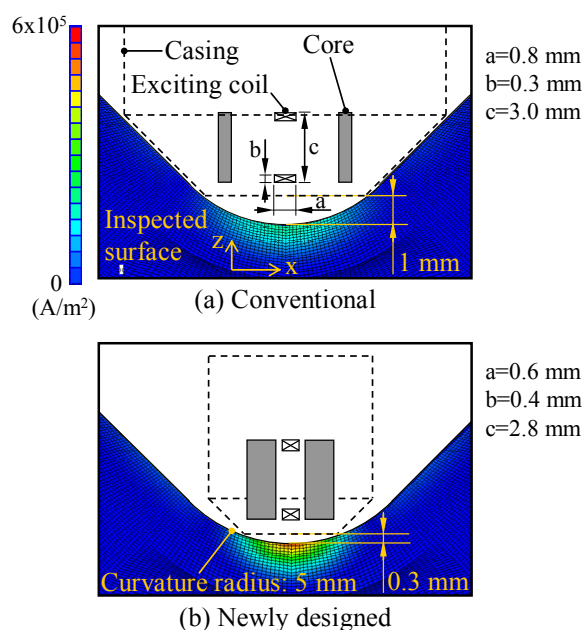 6x10⁵
0
(A/m²)
Casing
Core
Exciting coil
a=0.8 mm
b=0.3 mm
c=3.0 mm
b
c
a
Inspected
surface
z
x
1 mm
(a) Conventional
a=0.6 mm
b=0.4 mm
c=2.8 mm
Curvature radius: 5 mm
0.3 mm
(b) Newly designed